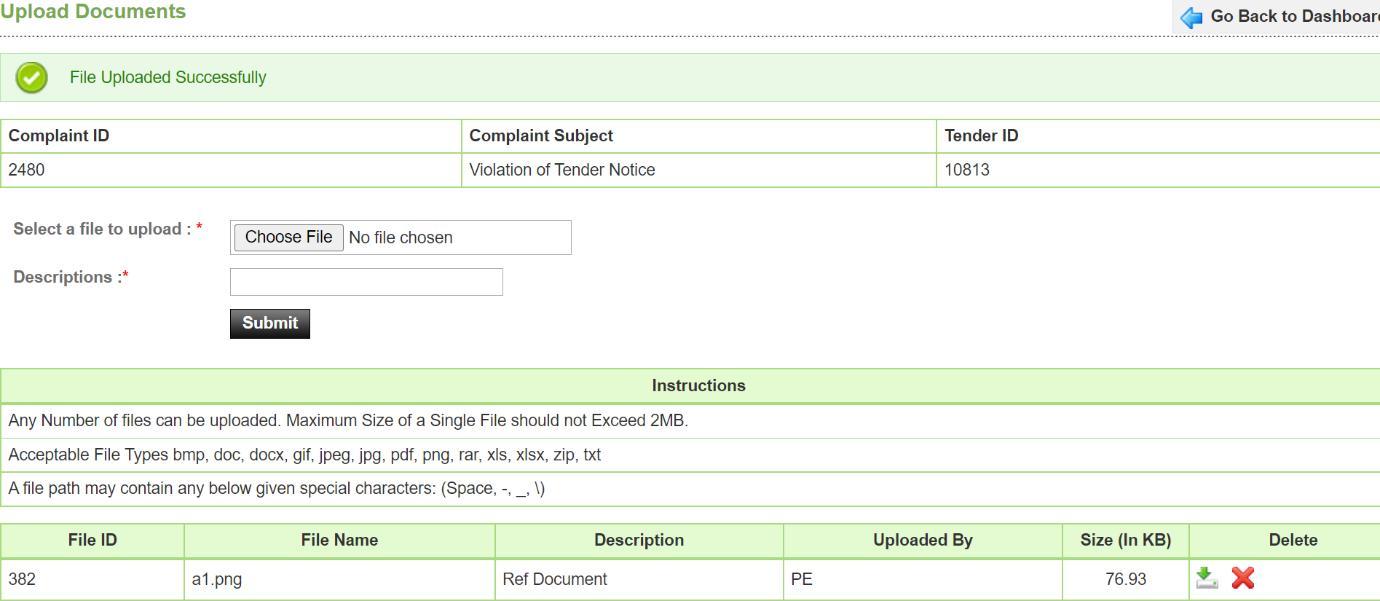 Upload Documents
Go Back to Dashboar
File Uploaded Successfully
Complaint ID Complaint Subject Tender ID
2480 Violation of Tender Notice 10813
Select a file to upload : * Choose File No file chosen
Descriptions :*
Submit
Instructions
Any Number of files can be uploaded. Maximum Size of a Single File should not Exceed 2MB.
Acceptable File Types bmp, doc, docx, gif, jpeg, jpg, pdf, png, rar, xls, xlsx, zip, txt
A file path may contain any below given special characters: (Space, -, _, \)
File ID File Name Description Uploaded By Size (In KB) Delete
382 a1.png Ref Document PE 76.93